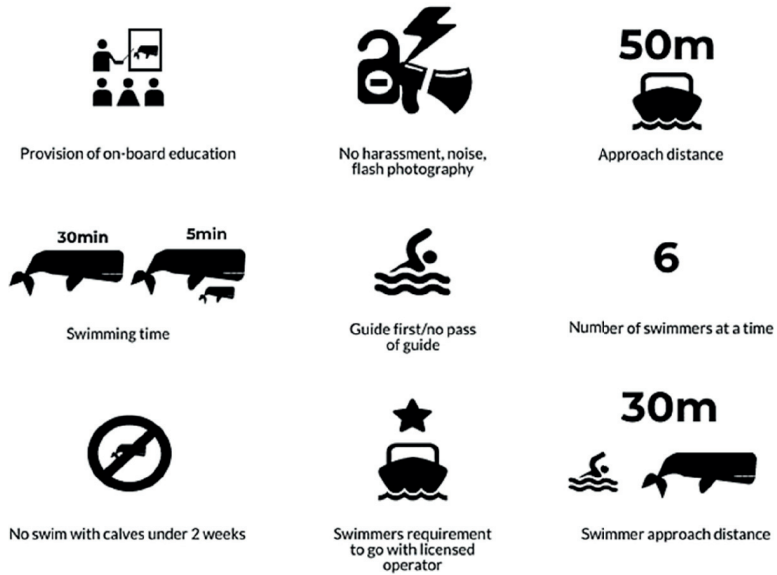 50m
Provision of on-board education
No harassment, noise,
flash photography
Approach distance
30min
5min
6
Swimming time
Guide first/no pass
of guide
Number of swimmers at a time
30m
No swim with calves under 2 weeks
Swimmers requirement
to go with licensed
operator
Swimmer approach distance